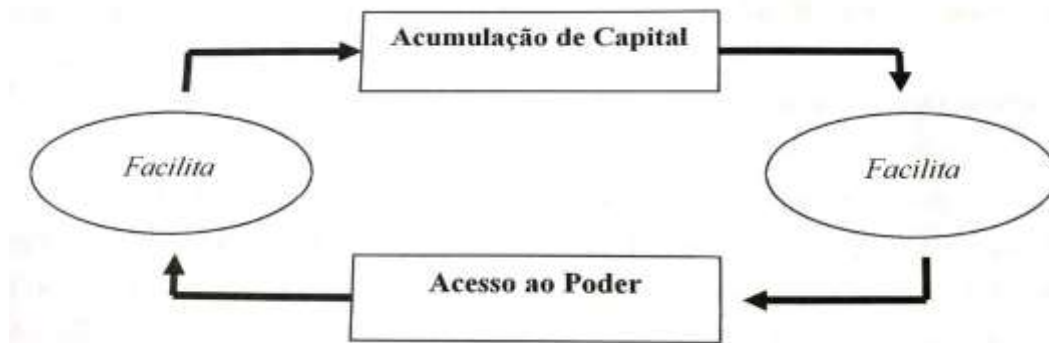 Acumulação de Capital
Facilita
Facilita
Acesso ao Poder